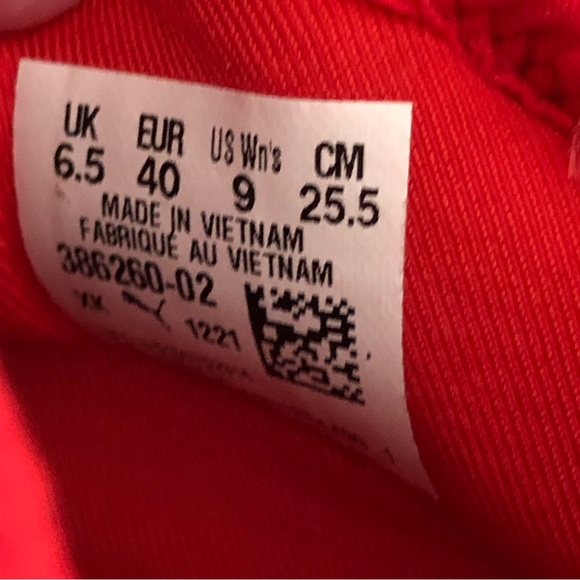 UK EUR US Wn's CM
6.5 40 9 25.5
MADE IN VIETNAM
FABRIQUÉ AU VIETNAM
386260-02
XK 1221